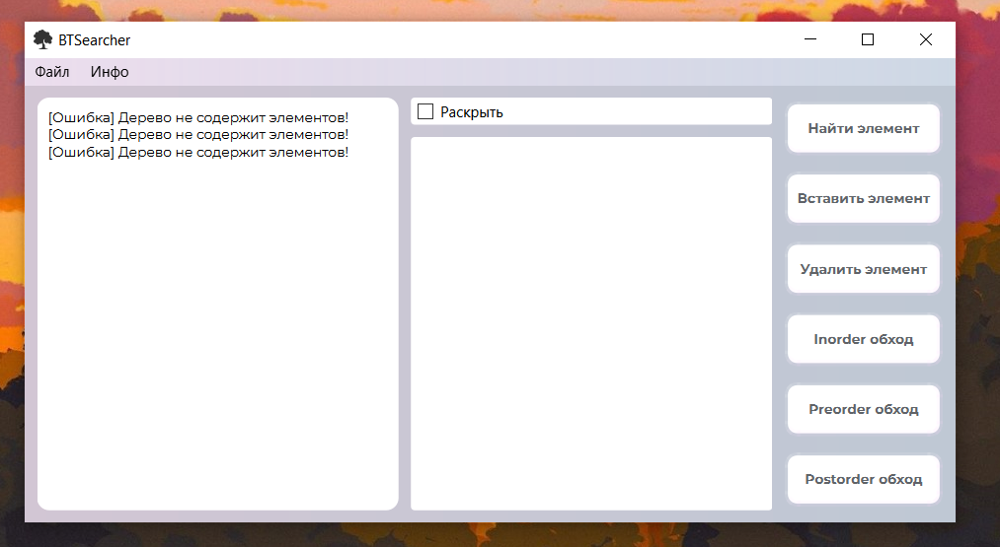 BTSearcher
Файл Инфо
[Ошибка] Дерево не содержит элементов!
[Ошибка] Дерево не содержит элементов!
[Ошибка] Дерево не содержит элементов!
Раскрыть
Найти элемент
Вставить элемент
Удалить элемент
Inorder обход
Preorder обход
Postorder обход